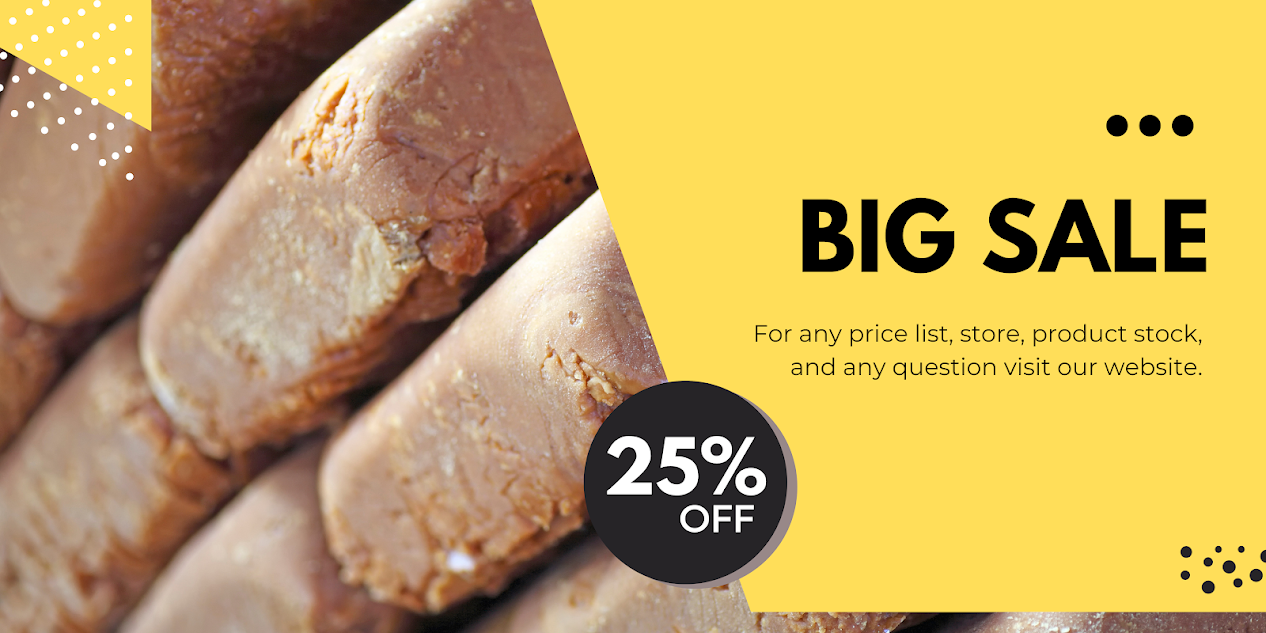 BIG SALE
For any price list, store, product stock,
and any question visit our website.
25%
OFF